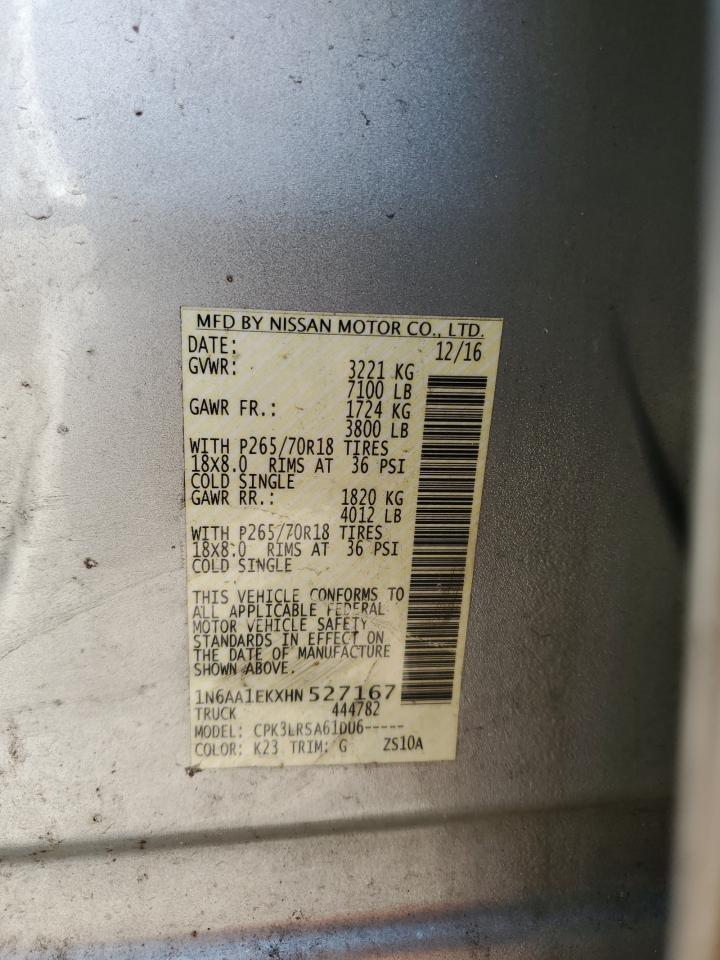 MFD BY NISSAN MOTOR CO., LTD.
DATE: 12/16
GVWR: 3221 KG
7100 LB
GAWR FR.: 1724 KG
3800 LB
WITH P265/70R18 TIRES
18X8.0 RIMS AT 36 PSI
COLD SINGLE
GAWR RR.: 1820 KG
4012 LB
WITH P265/70R18 TIRES
18X8.0 RIMS AT 36 PSI
COLD SINGLE
THIS VEHICLE CONFORMS TO
ALL APPLICABLE FEDERAL
MOTOR VEHICLE SAFETY
STANDARDS IN EFFECT ON
THE DATE OF MANUFACTURE
SHOWN ABOVE.
1N6AA1EKXHN527167
TRUCK 444782
MODEL: CPK3LRSA61DU6-----
COLOR: K23 TRIM: G ZS10A